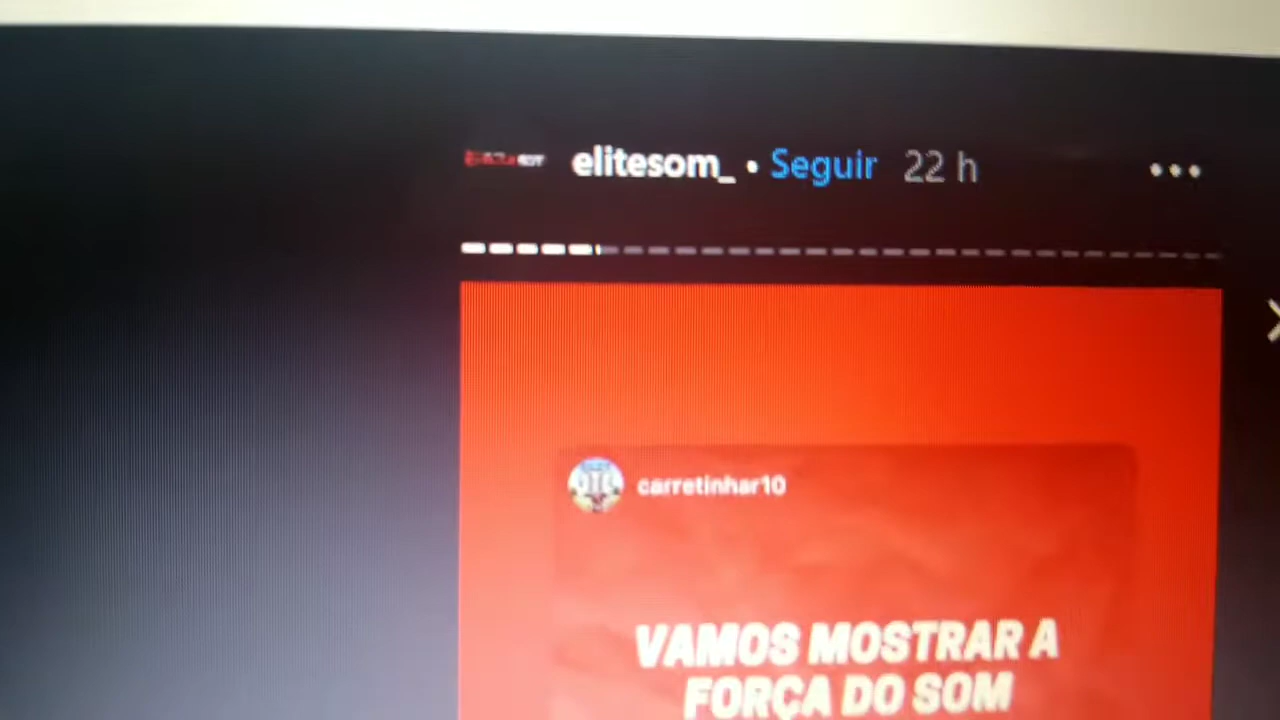 elitesom_ • Seguir 22 h •••
carretinhar10
VAMOS MOSTRAR A
FORÇA DO SOM